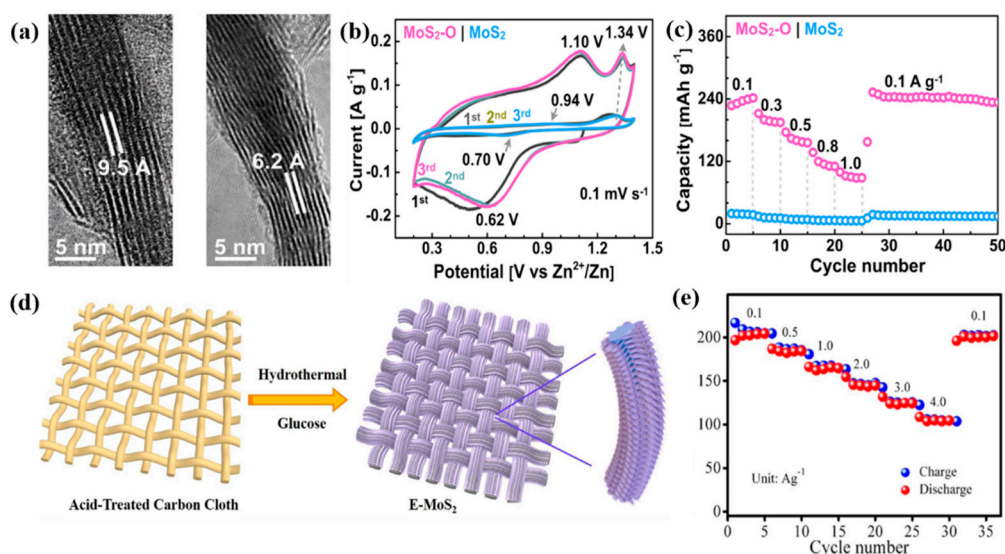 (a)
9.5 Å
5 nm
6.2 Å
5 nm
(b)
MoS₂-O | MoS₂
1.34 V
1.10 V
0.94 V
1st 2nd 3rd
0.70 V
3rd
2nd
1st
0.62 V
0.1 mV s⁻¹
0.2
0.1
0.0
-0.1
-0.2
Current [A g⁻¹]
0.2 0.6 0.9 1.2 1.4
Potential [V vs Zn²⁺/Zn]
(c)
MoS₂-O | MoS₂
0.1
0.3
0.5
0.8
1.0
0.1 A g⁻¹
360
240
120
0
Capacity [mAh g⁻¹]
0 10 20 30 40 50
Cycle number
(d)
Hydrothermal
Glucose
Acid-Treated Carbon Cloth
E-MoS₂
(e)
0.1
0.5
1.0
2.0
3.0
4.0
0.1
Unit: Ag⁻¹
Charge
Discharge
200
150
100
50
0
0 5 10 15 20 25 30 35
Cycle number